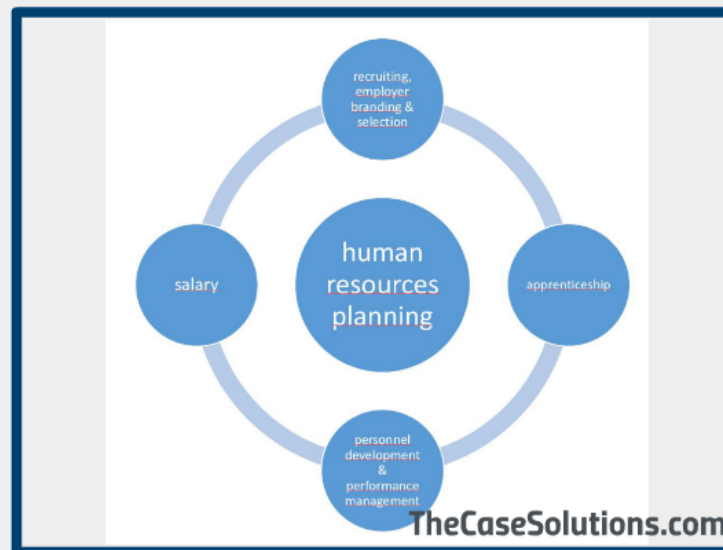 recruiting,
employer
branding &
selection
human
resources
planning
salary
apprenticeship
personnel
development
&
performance
management
TheCaseSolutions.com